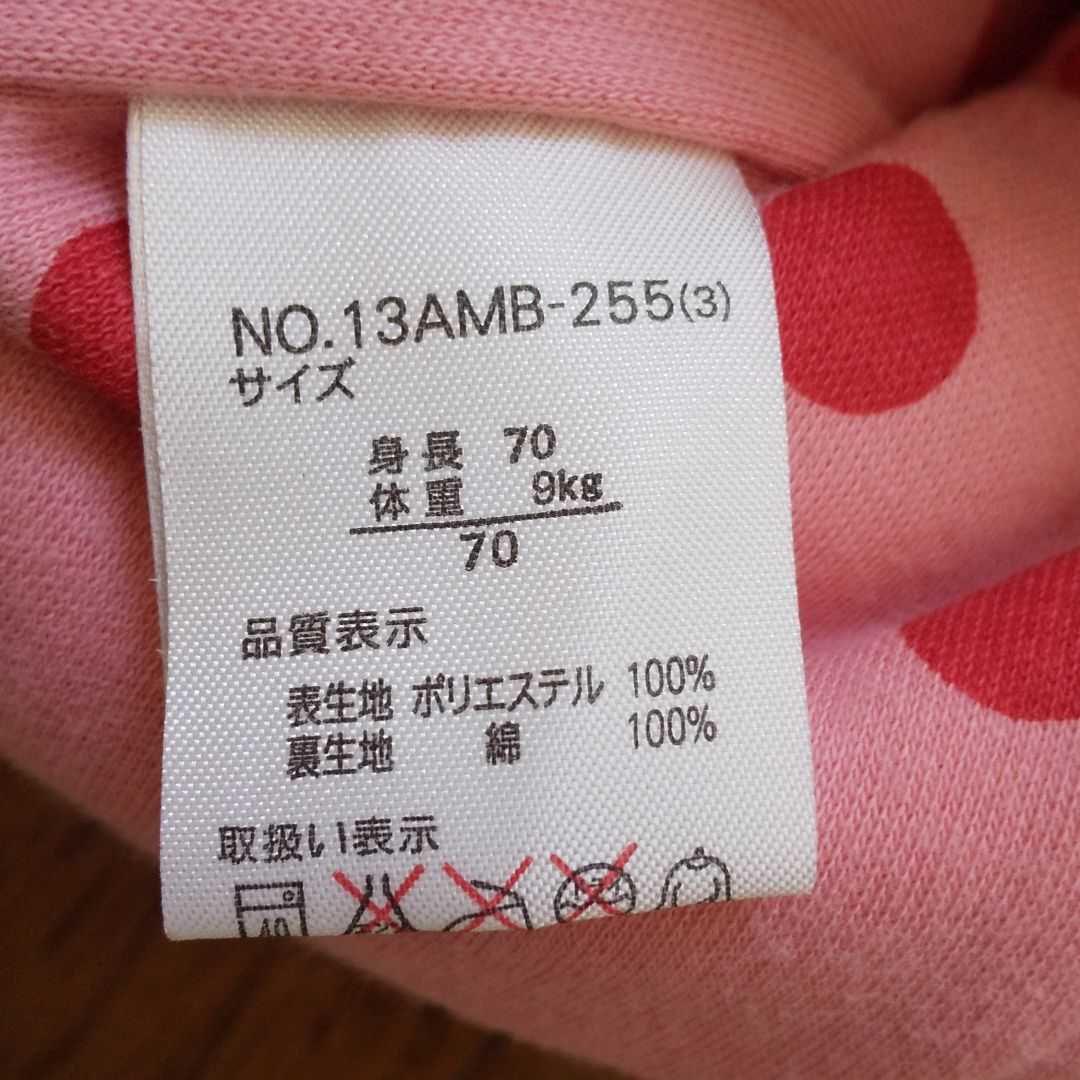 NO.13AMB-255(3)
サイズ
身長 70
体重 9kg
70
品質表示
表生地 ポリエステル 100%
裏生地 綿 100%
取扱い表示
40